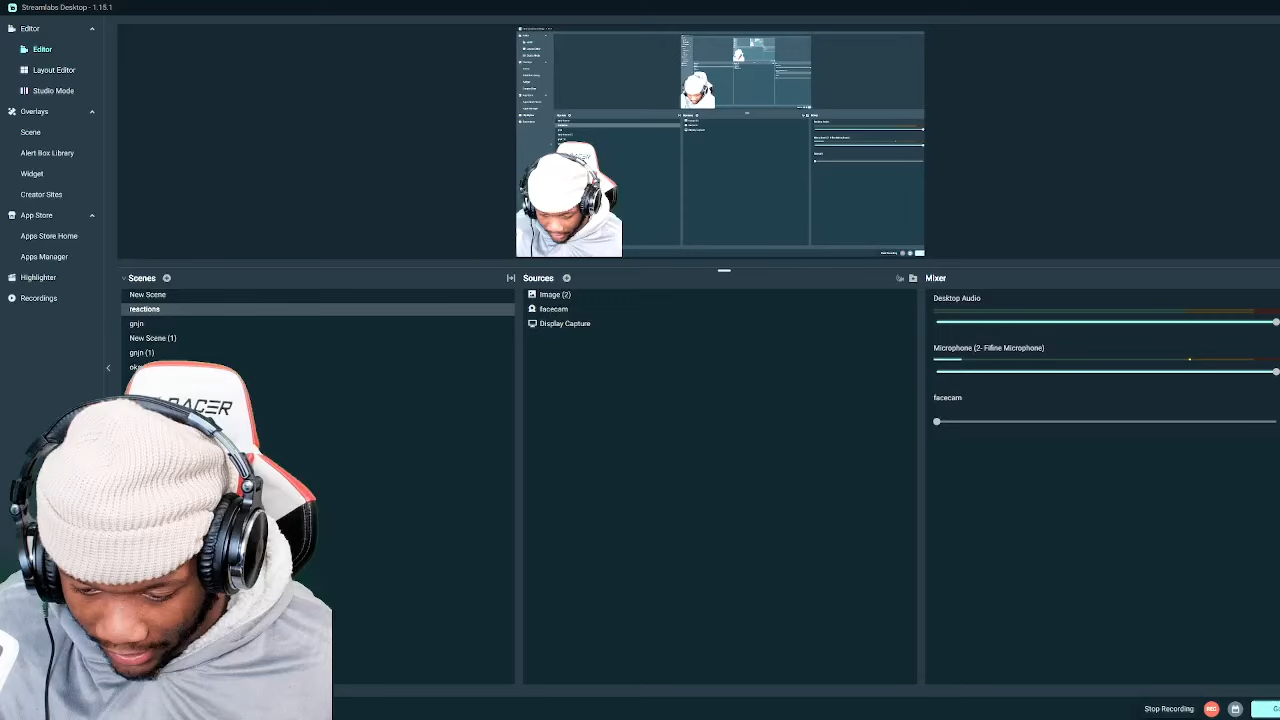 Streamlabs Desktop - 1.15.1
Editor
Editor
Studio Mode
Overlays
Scene
Alert Box Library
Widget
Creator Sites
App Store
Apps Store Home
Apps Manager
Highlighter
Recordings
Scenes
New Scene
reactions
gnjn
New Scene (1)
gnjn (1)
Sources
Image (2)
facecam
Display Capture
Mixer
Desktop Audio
Microphone (2- Fifine Microphone)
facecam
RACER
Stop Recording
REC